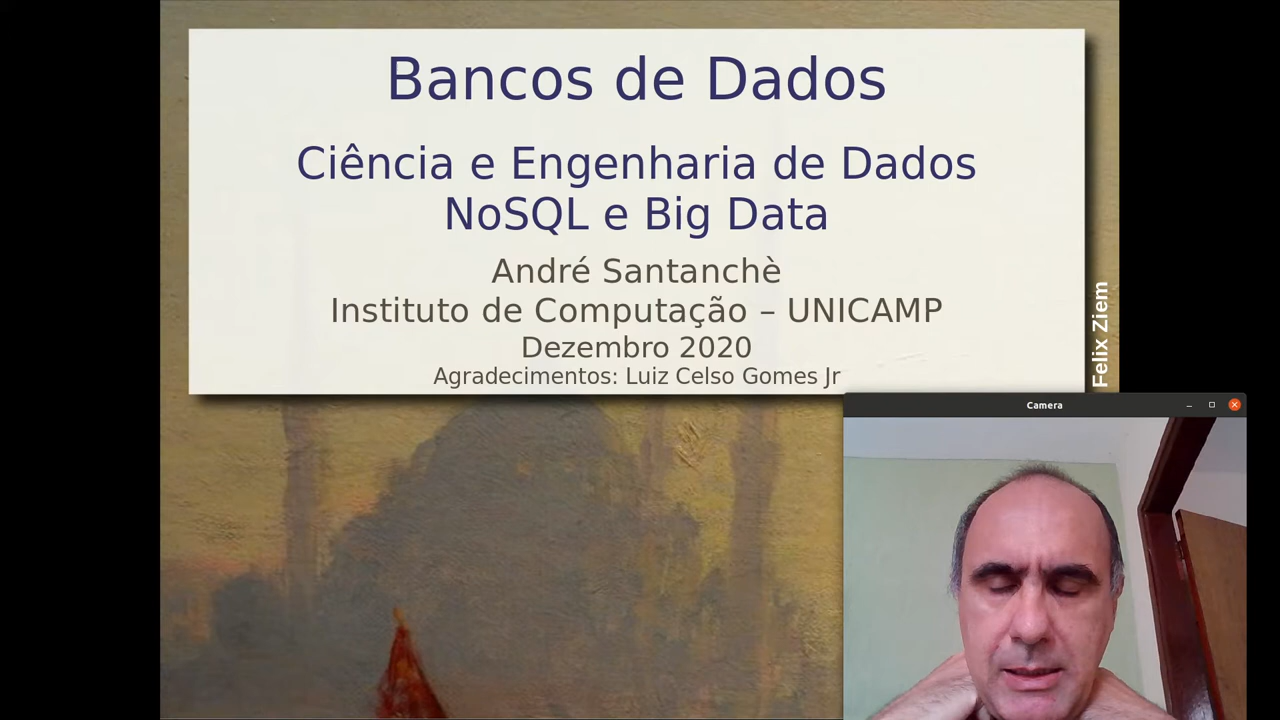 Bancos de Dados
Ciência e Engenharia de Dados
NoSQL e Big Data
André Santanchè
Instituto de Computação – UNICAMP
Dezembro 2020
Agradecimentos: Luiz Celso Gomes Jr
Felix Ziem
Camera